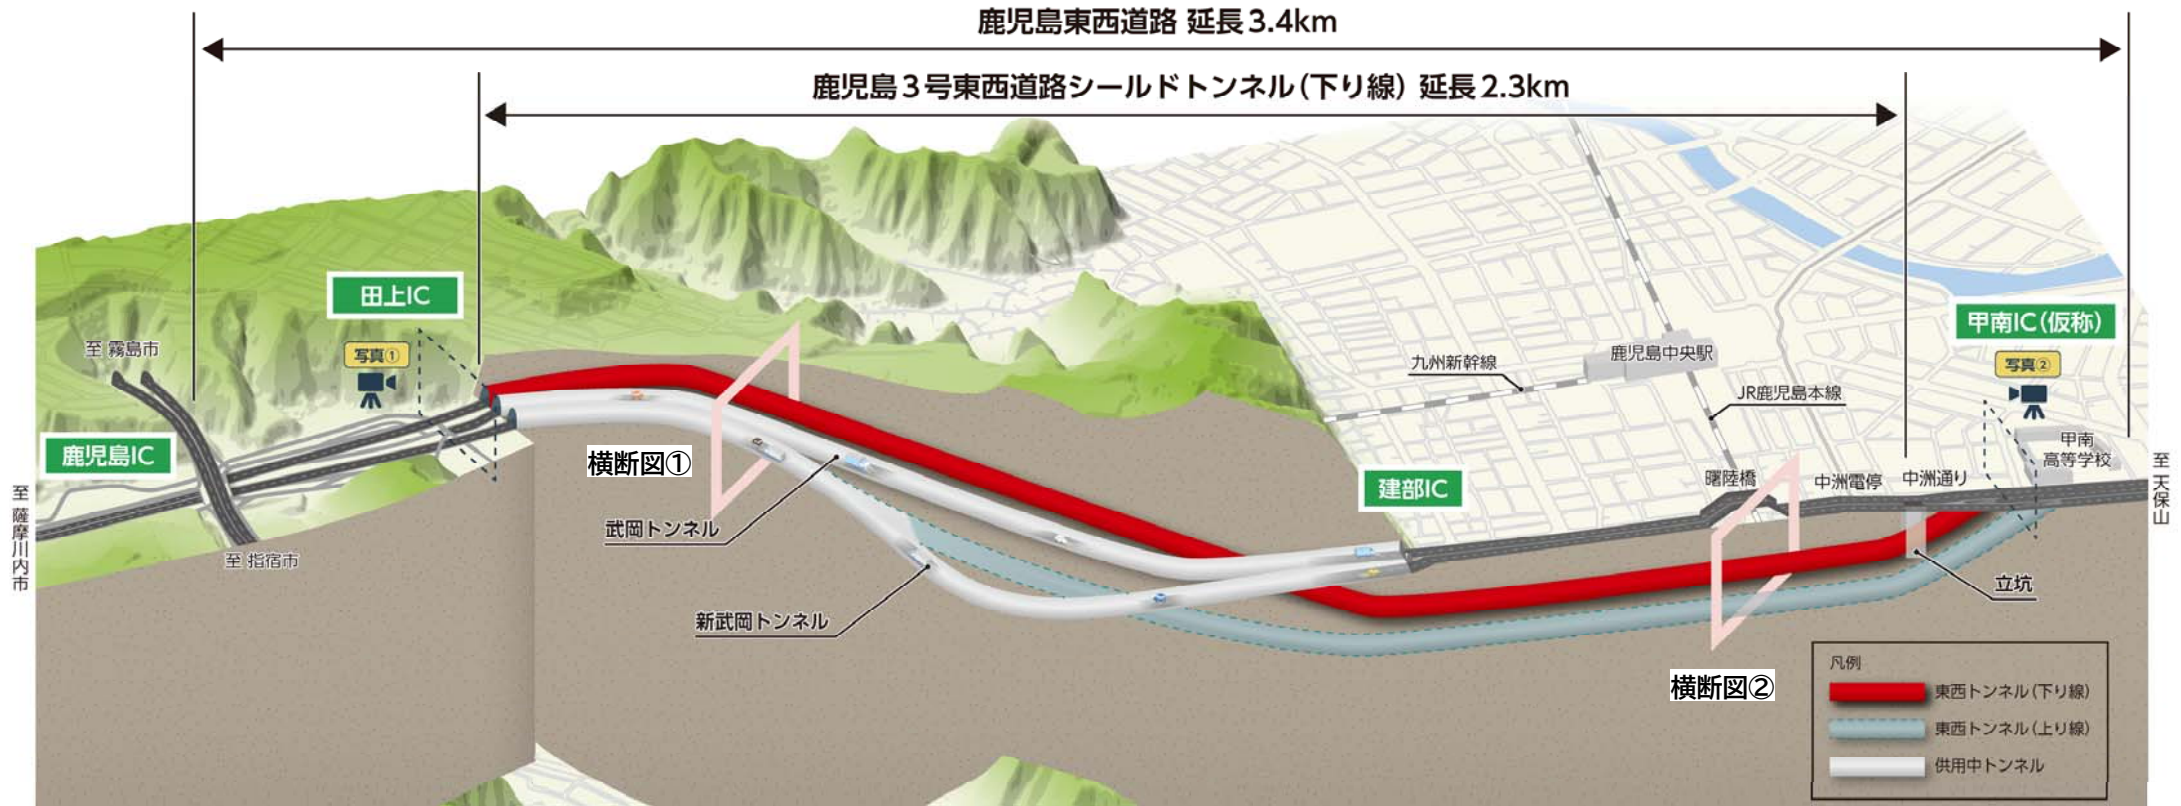 鹿児島東西道路 延長3.4km
鹿児島3号東西道路シールドトンネル(下り線) 延長2.3km
田上IC
至 霧島市
写真①
鹿児島IC
至 薩摩川内市
至 指宿市
横断図①
武岡トンネル
新武岡トンネル
建部IC
九州新幹線
鹿児島中央駅
JR鹿児島本線
甲南IC(仮称)
写真②
甲南
高等学校
曙陸橋
中洲電停
中洲通り
至 天保山
立坑
横断図②
凡例
東西トンネル(下り線)
東西トンネル(上り線)
供用中トンネル